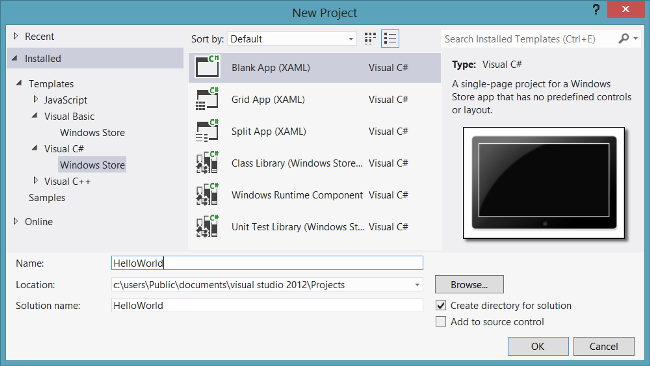 New Project
?
Recent
Installed
Templates
JavaScript
Visual Basic
Windows Store
Visual C#
Windows Store
Visual C++
Samples
Online
Sort by: Default
Blank App (XAML) Visual C#
Grid App (XAML) Visual C#
Split App (XAML) Visual C#
Class Library (Windows Store... Visual C#
Windows Runtime Component Visual C#
Unit Test Library (Windows St... Visual C#
Search Installed Templates (Ctrl+E)
Type: Visual C#
A single-page project for a Windows
Store app that has no predefined controls
or layout.
Name: HelloWorld
Location: c:\users\Public\documents\visual studio 2012\Projects
Browse...
Solution name: HelloWorld
Create directory for solution
Add to source control
OK Cancel